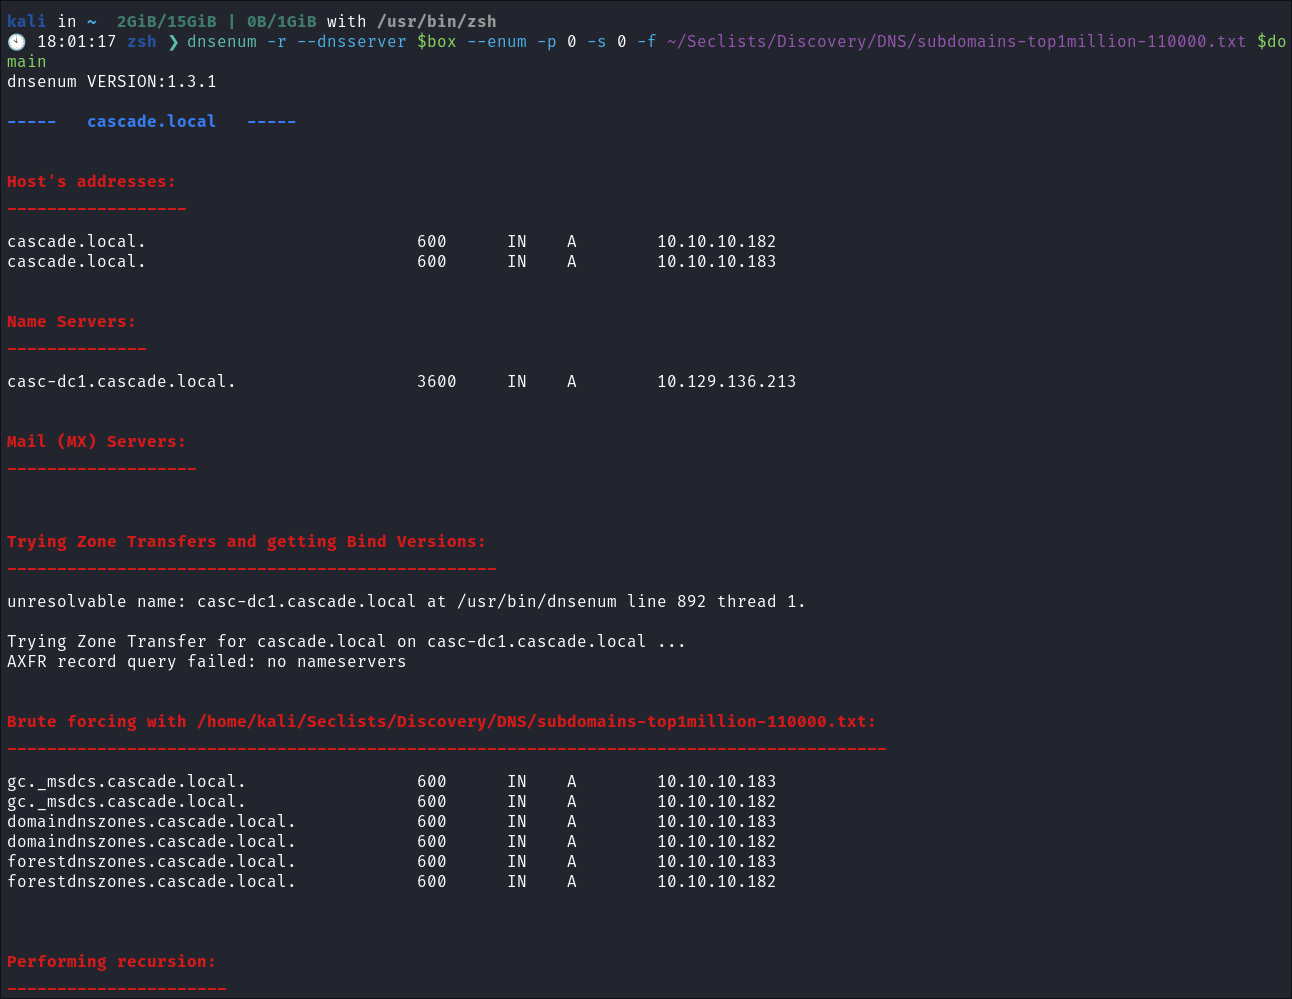 kali in ~  2GiB/15GiB | 0B/1GiB with /usr/bin/zsh
🕙 18:01:17 zsh ❯ dnsenum -r --dnsserver $box --enum -p 0 -s 0 -f ~/Seclists/Discovery/DNS/subdomains-top1million-110000.txt $do
main
dnsenum VERSION:1.3.1
-----   cascade.local   -----
Host's addresses:
__________________
cascade.local.                           600      IN    A        10.10.10.182
cascade.local.                           600      IN    A        10.10.10.183
Name Servers:
______________
casc-dc1.cascade.local.                  3600     IN    A        10.129.136.213
Mail (MX) Servers:
___________________
Trying Zone Transfers and getting Bind Versions:
_________________________________________________
unresolvable name: casc-dc1.cascade.local at /usr/bin/dnsenum line 892 thread 1.
Trying Zone Transfer for cascade.local on casc-dc1.cascade.local ...
AXFR record query failed: no nameservers
Brute forcing with /home/kali/Seclists/Discovery/DNS/subdomains-top1million-110000.txt:
________________________________________________________________________________________
gc._msdcs.cascade.local.                 600      IN    A        10.10.10.183
gc._msdcs.cascade.local.                 600      IN    A        10.10.10.182
domaindnszones.cascade.local.            600      IN    A        10.10.10.183
domaindnszones.cascade.local.            600      IN    A        10.10.10.182
forestdnszones.cascade.local.            600      IN    A        10.10.10.183
forestdnszones.cascade.local.            600      IN    A        10.10.10.182
Performing recursion:
______________________